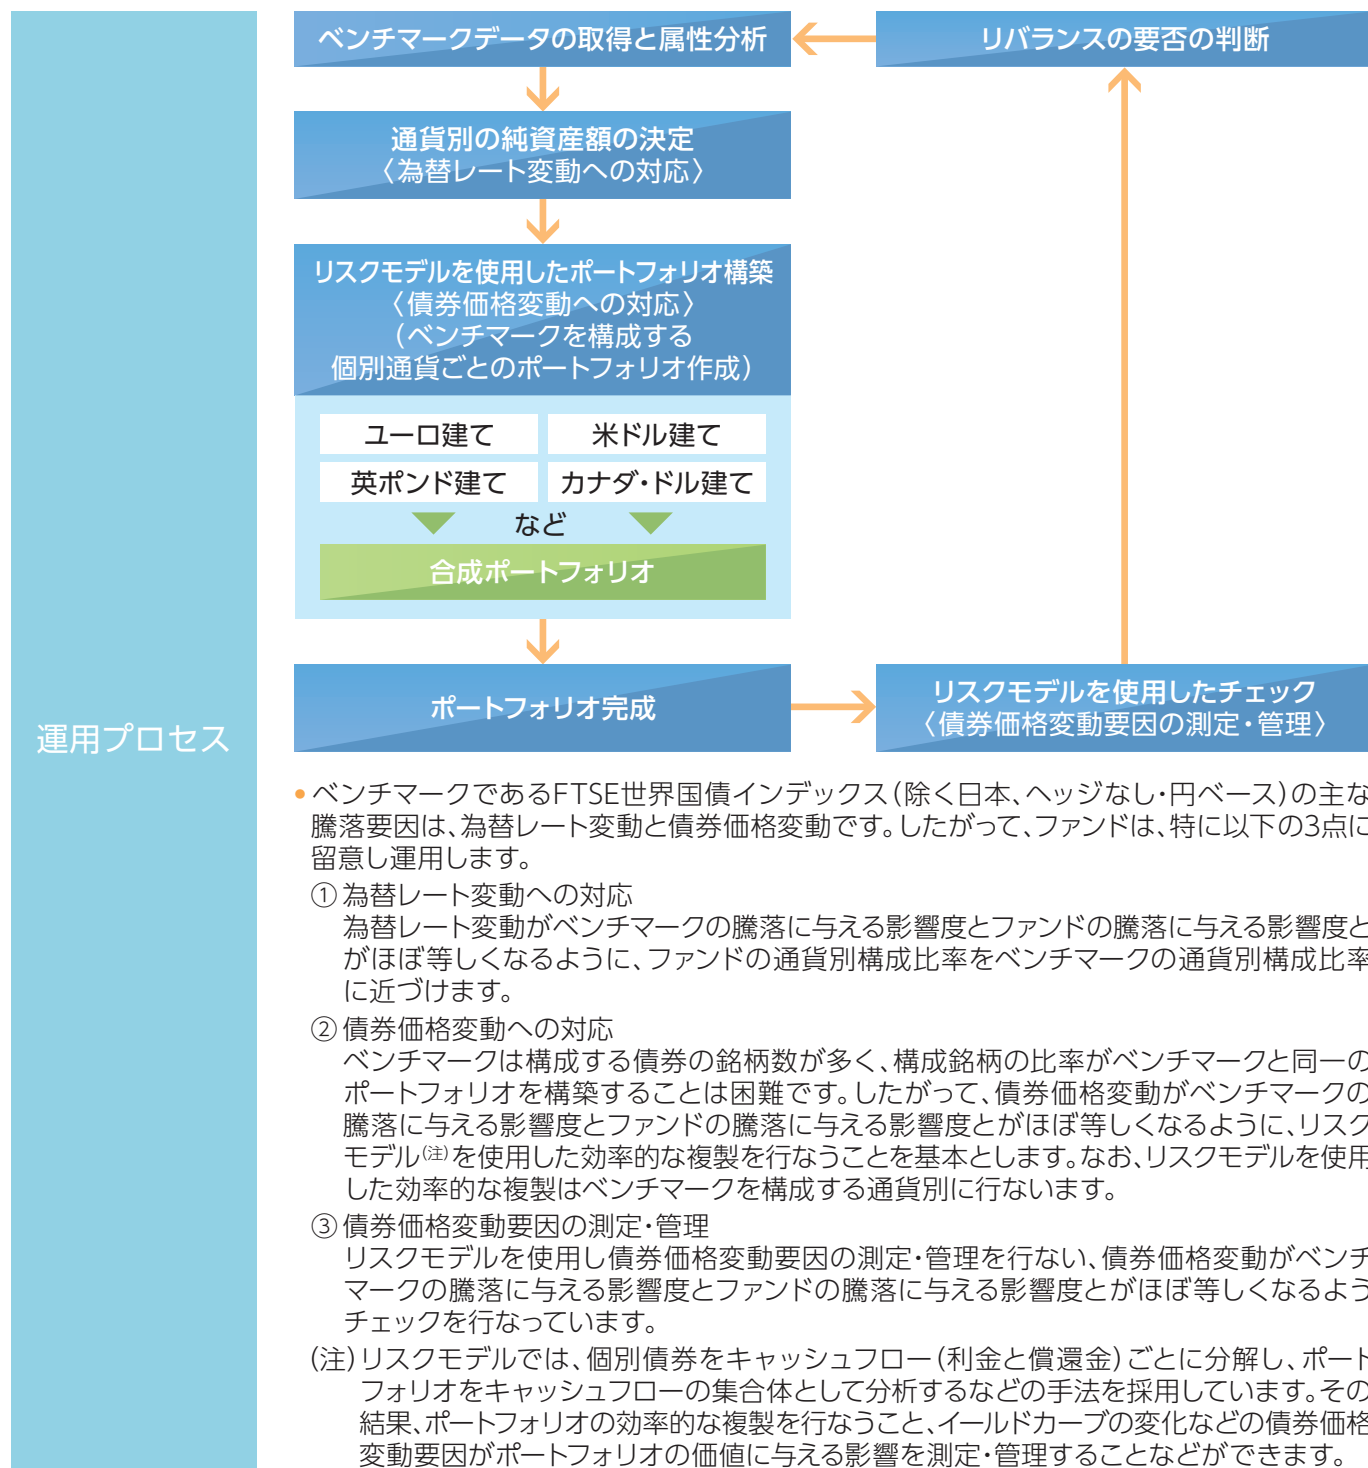 運用プロセス
ベンチマークデータの取得と属性分析
リバランスの要否の判断
通貨別の純資産額の決定
〈為替レート変動への対応〉
リスクモデルを使用したポートフォリオ構築
〈債券価格変動への対応〉
(ベンチマークを構成する
個別通貨ごとのポートフォリオ作成)
ユーロ建て
米ドル建て
英ポンド建て
カナダ・ドル建て
など
合成ポートフォリオ
ポートフォリオ完成
リスクモデルを使用したチェック
〈債券価格変動要因の測定・管理〉
• ベンチマークであるFTSE世界国債インデックス(除く日本、ヘッジなし・円ベース)の主な
騰落要因は、為替レート変動と債券価格変動です。したがって、ファンドは、特に以下の3点に
留意し運用します。
① 為替レート変動への対応
為替レート変動がベンチマークの騰落に与える影響度とファンドの騰落に与える影響度と
がほぼ等しくなるように、ファンドの通貨別構成比率をベンチマークの通貨別構成比率
に近づけます。
② 債券価格変動への対応
ベンチマークは構成する債券の銘柄数が多く、構成銘柄の比率がベンチマークと同一の
ポートフォリオを構築することは困難です。したがって、債券価格変動がベンチマークの
騰落に与える影響度とファンドの騰落に与える影響度とがほぼ等しくなるように、リスク
モデル(注)を使用した効率的な複製を行なうことを基本とします。なお、リスクモデルを使用
した効率的な複製はベンチマークを構成する通貨別に行ないます。
③ 債券価格変動要因の測定・管理
リスクモデルを使用し債券価格変動要因の測定・管理を行ない、債券価格変動がベンチ
マークの騰落に与える影響度とファンドの騰落に与える影響度とがほぼ等しくなるよう
チェックを行なっています。
(注)リスクモデルでは、個別債券をキャッシュフロー(利金と償還金)ごとに分解し、ポート
フォリオをキャッシュフローの集合体として分析するなどの手法を採用しています。その
結果、ポートフォリオの効率的な複製を行なうこと、イールドカーブの変化などの債券価格
変動要因がポートフォリオの価値に与える影響を測定・管理することなどができます。